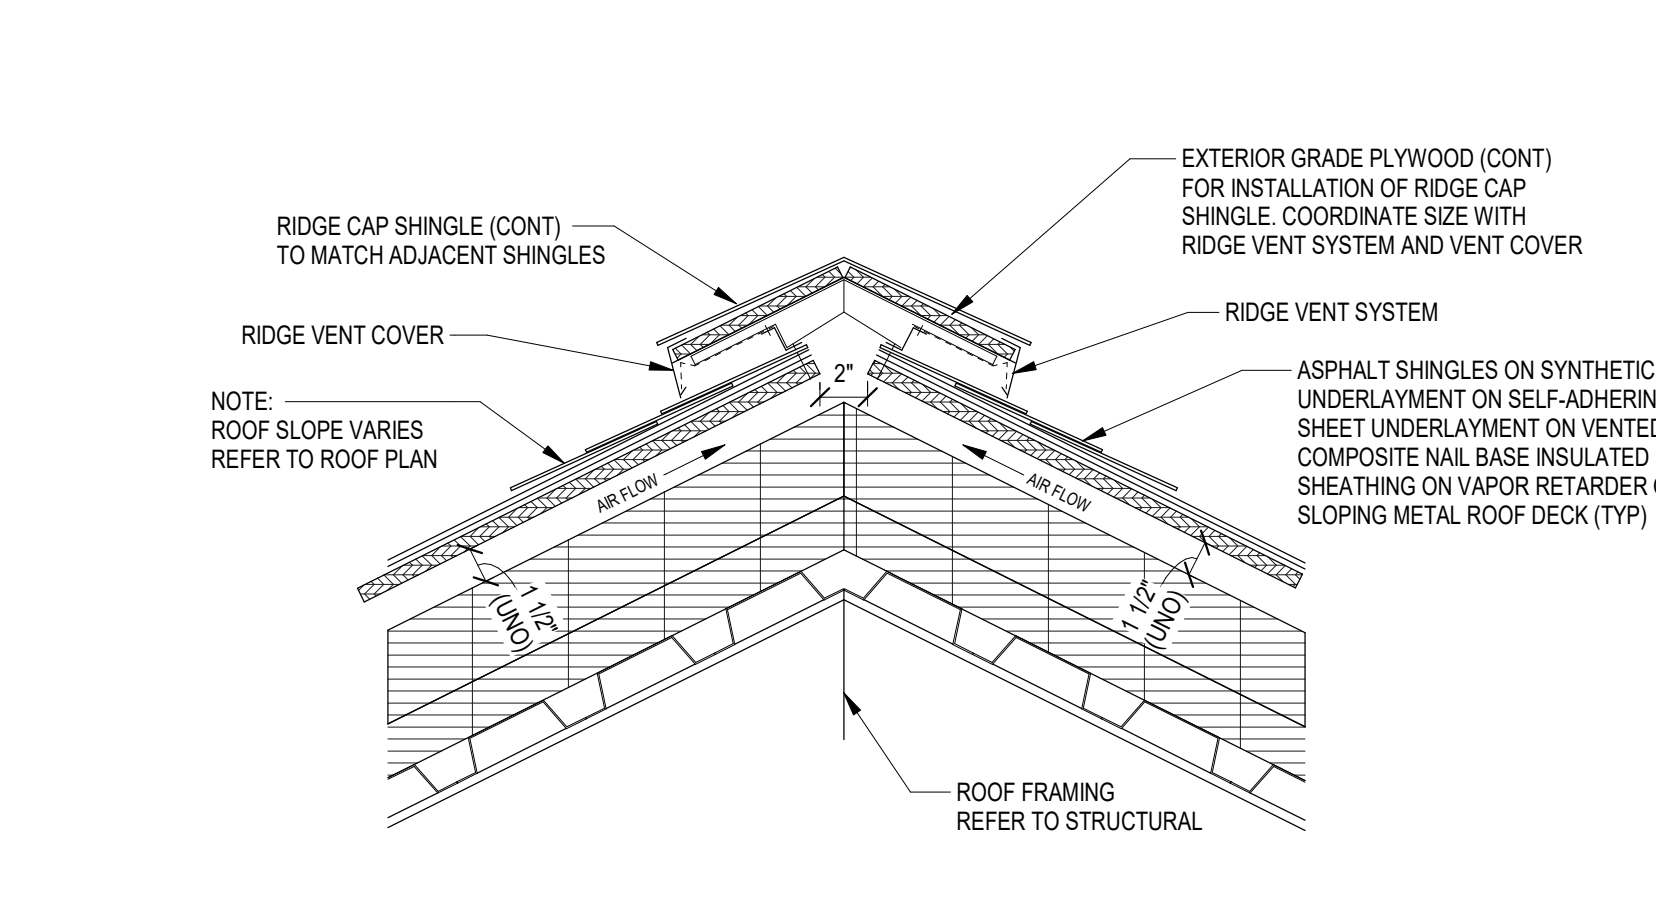 EXTERIOR GRADE PLYWOOD (CONT)
FOR INSTALLATION OF RIDGE CAP
SHINGLE. COORDINATE SIZE WITH
RIDGE VENT SYSTEM AND VENT COVER
RIDGE CAP SHINGLE (CONT)
TO MATCH ADJACENT SHINGLES
RIDGE VENT SYSTEM
RIDGE VENT COVER
ASPHALT SHINGLES ON SYNTHETIC
UNDERLAYMENT ON SELF-ADHERIN
SHEET UNDERLAYMENT ON VENTED
COMPOSITE NAIL BASE INSULATED
SHEATHING ON VAPOR RETARDER
SLOPING METAL ROOF DECK (TYP)
2"
NOTE:
ROOF SLOPE VARIES
REFER TO ROOF PLAN
AIR FLOW
AIR FLOW
1 1/2"
(UNO)
1 1/2"
(UNO)
ROOF FRAMING
REFER TO STRUCTURAL